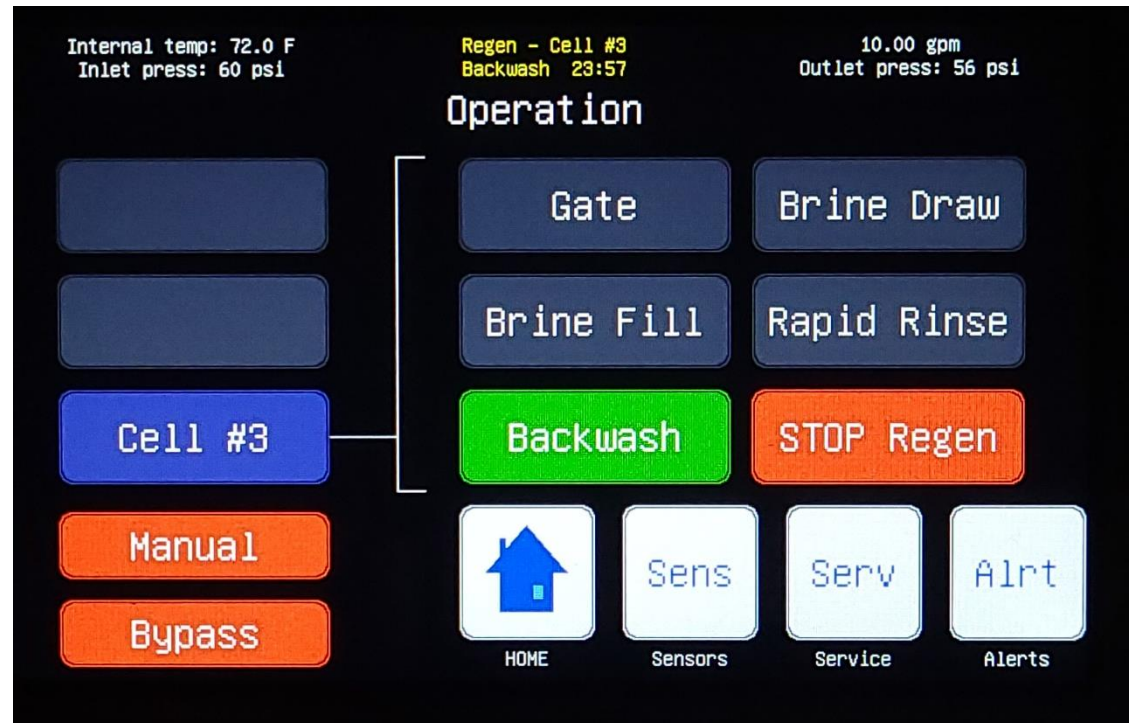 Internal temp: 72.0 F
Inlet press: 60 psi
Regen - Cell #3
Backwash 23:57
10.00 gpm
Outlet press: 56 psi
Operation
Gate
Brine Draw
Brine Fill
Rapid Rinse
Cell #3
Backwash
STOP Regen
Manual
Bypass
Sens
Serv
Alrt
HOME
Sensors
Service
Alerts